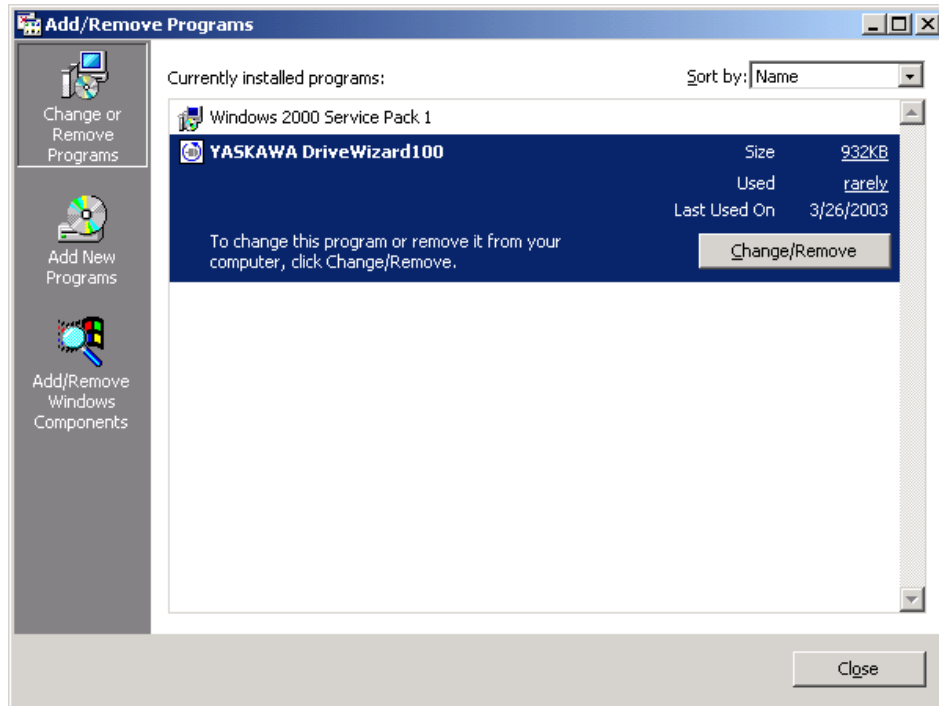 Add/Remove Programs
Change or
Remove
Programs
Add New
Programs
Add/Remove
Windows
Components
Currently installed programs:
Sort by: Name
Windows 2000 Service Pack 1
YASKAWA DriveWizard100
Size 932KB
Used rarely
Last Used On 3/26/2003
To change this program or remove it from your
computer, click Change/Remove.
Change/Remove
Close